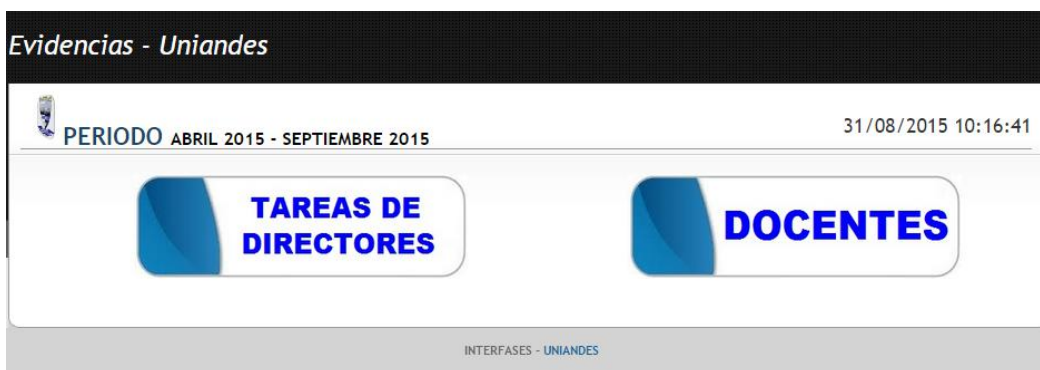 Evidencias - Uniandes
PERIODO ABRIL 2015 - SEPTIEMBRE 2015
31/08/2015 10:16:41
TAREAS DE
DIRECTORES
DOCENTES
INTERFASES - UNIANDES